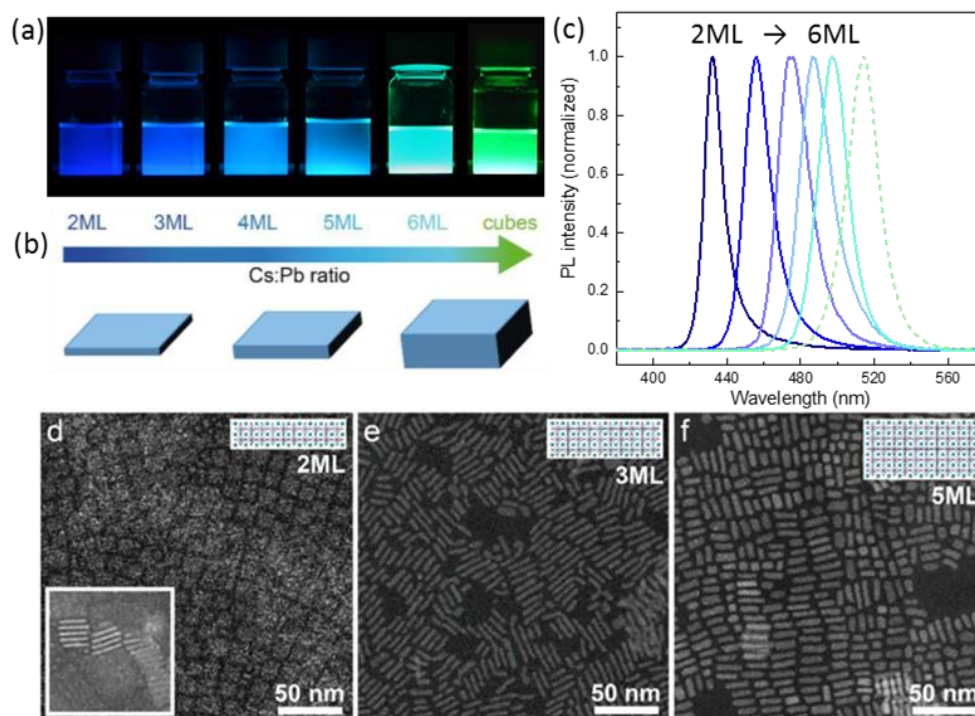 (a)
2ML 3ML 4ML 5ML 6ML cubes
(b)
Cs:Pb ratio
(c)
2ML → 6ML
PL intensity (normalized)
1.0
0.8
0.6
0.4
0.2
0.0
400 440 480 520 560
Wavelength (nm)
d
2ML
50 nm
e
3ML
50 nm
f
5ML
50 nm